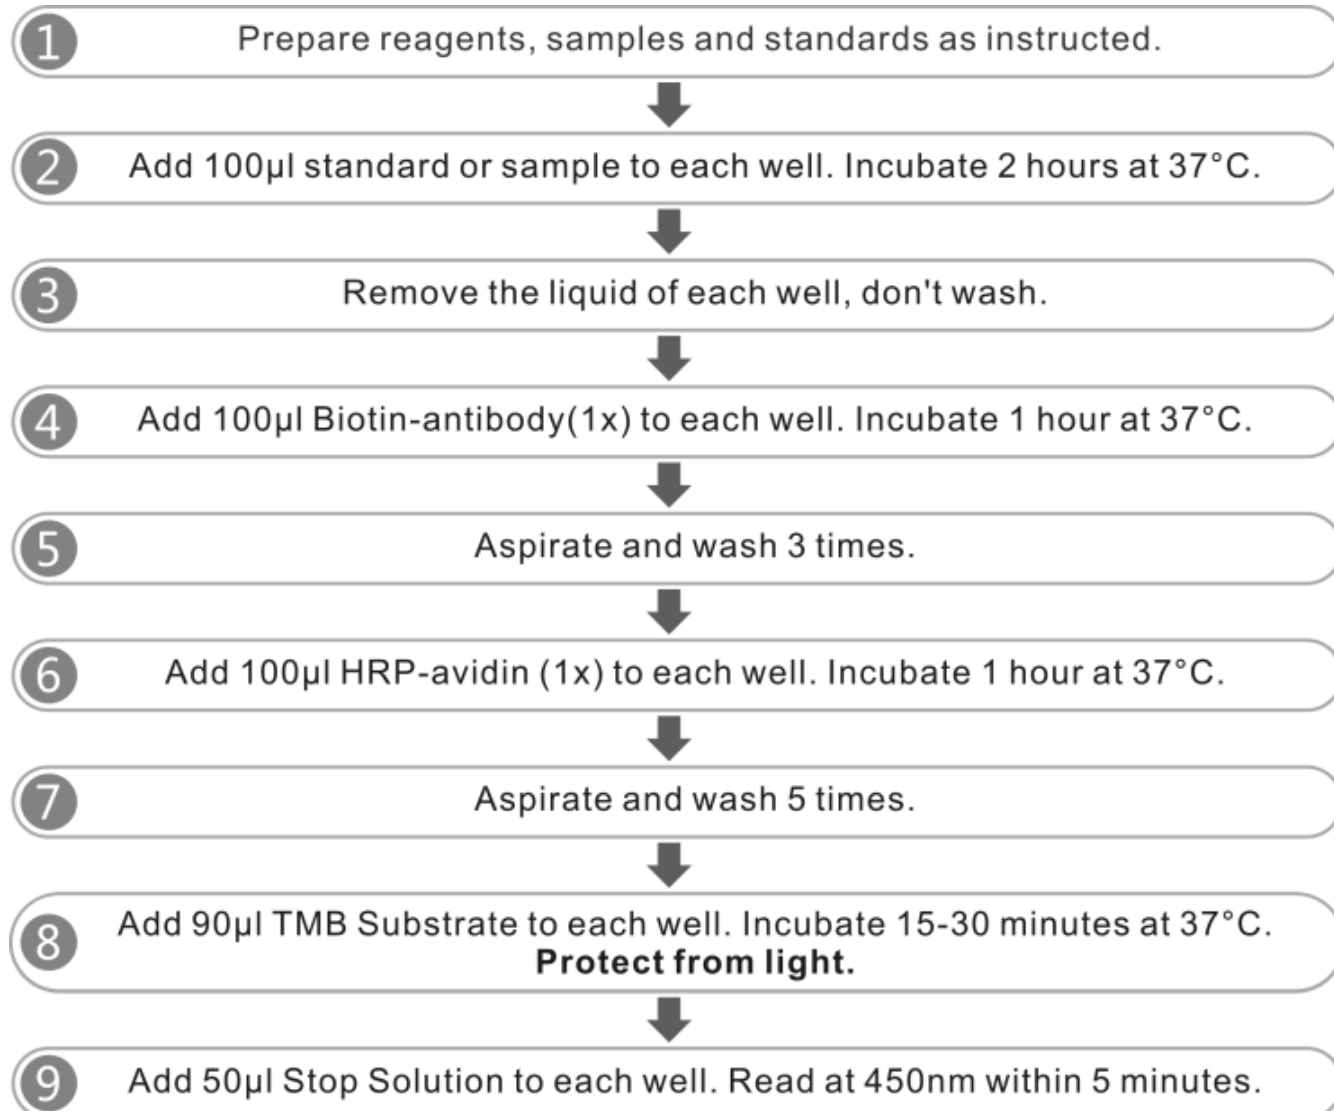 1 Prepare reagents, samples and standards as instructed.
2 Add 100µl standard or sample to each well. Incubate 2 hours at 37°C.
3 Remove the liquid of each well, don't wash.
4 Add 100µl Biotin-antibody(1x) to each well. Incubate 1 hour at 37°C.
5 Aspirate and wash 3 times.
6 Add 100µl HRP-avidin (1x) to each well. Incubate 1 hour at 37°C.
7 Aspirate and wash 5 times.
8 Add 90µl TMB Substrate to each well. Incubate 15-30 minutes at 37°C.
Protect from light.
9 Add 50µl Stop Solution to each well. Read at 450nm within 5 minutes.